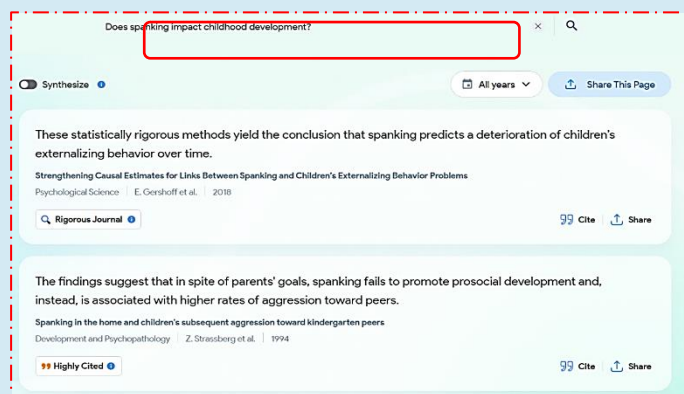 Does spanking impact childhood development?
Synthesize
All years
Share This Page
These statistically rigorous methods yield the conclusion that spanking predicts a deterioration of children's
externalizing behavior over time.
Strengthening Causal Estimates for Links Between Spanking and Children's Externalizing Behavior Problems
Psychological Science | E. Gershoff et al. | 2018
Rigorous Journal
Cite
Share
The findings suggest that in spite of parents' goals, spanking fails to promote prosocial development and,
instead, is associated with higher rates of aggression toward peers.
Spanking in the home and children's subsequent aggression toward kindergarten peers
Development and Psychopathology | Z. Strassberg et al. | 1994
Highly Cited
Cite
Share